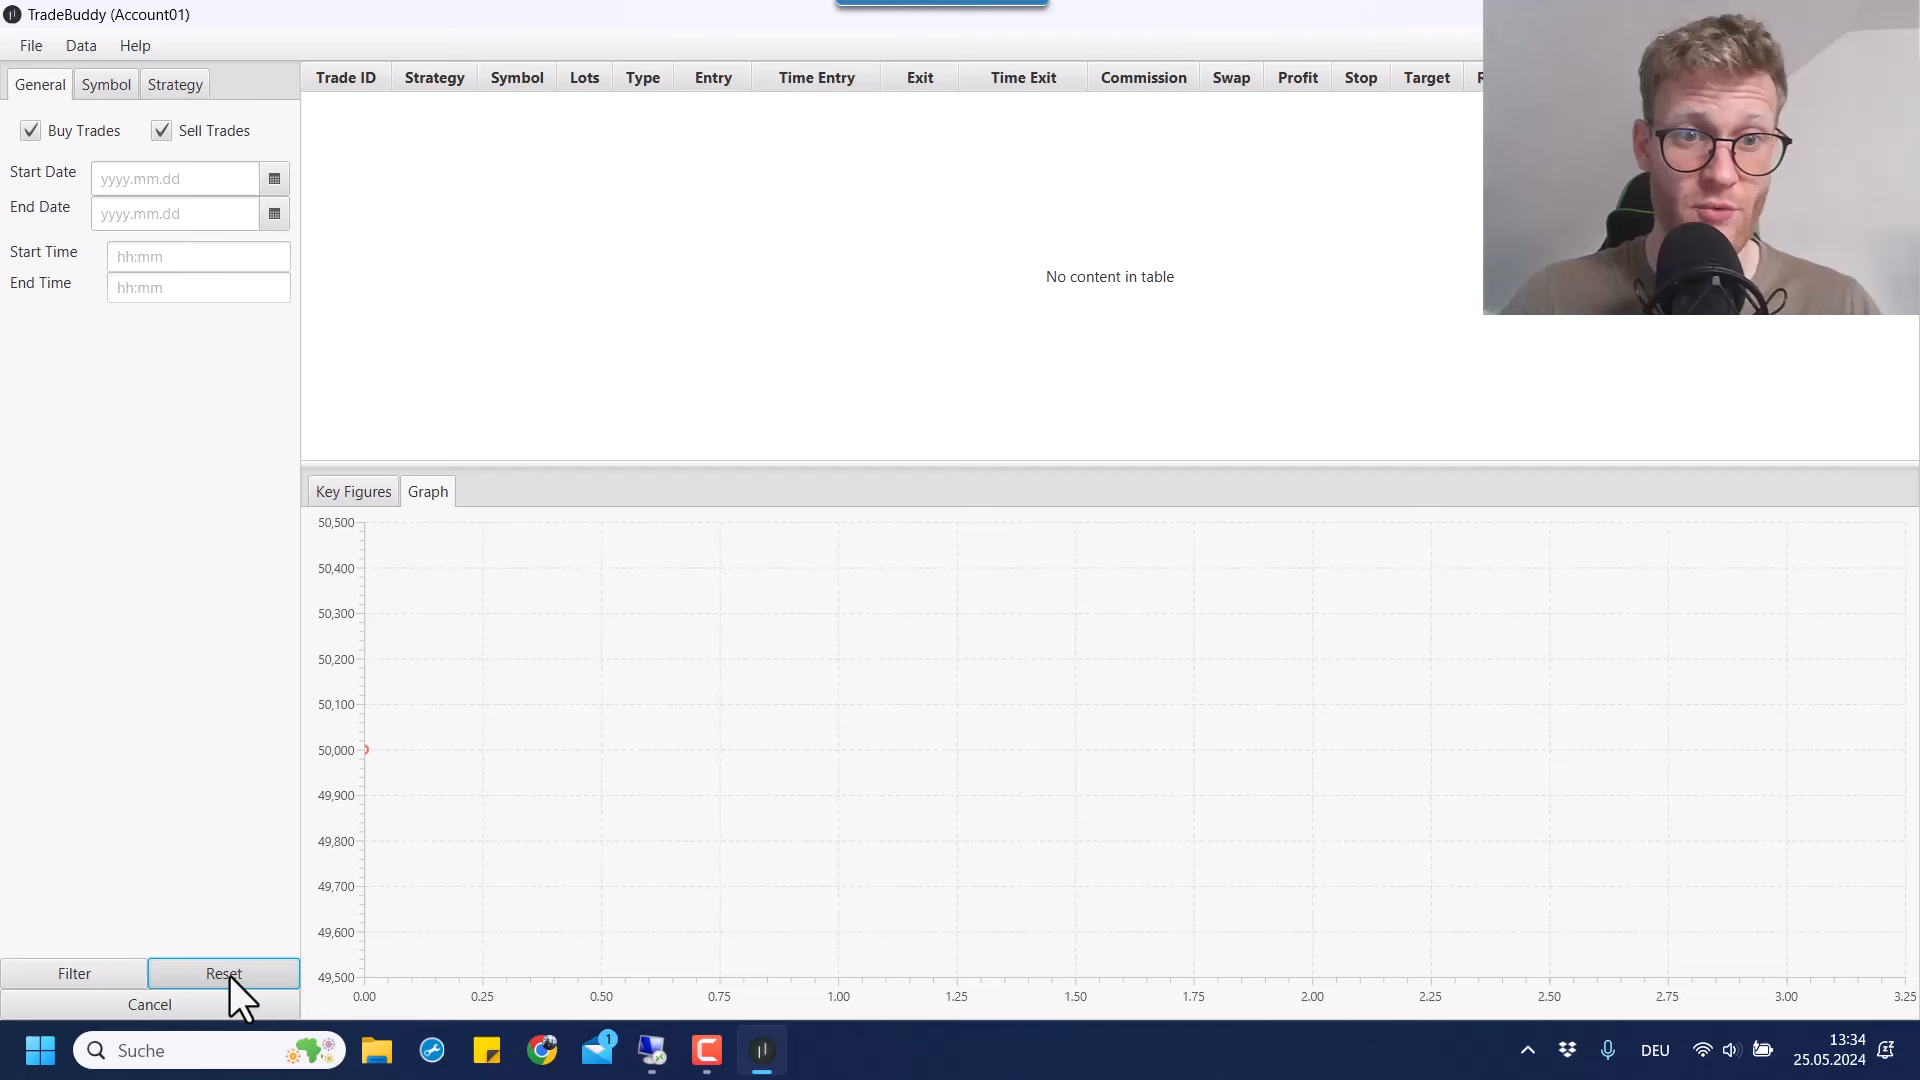 TradeBuddy (Account01)
File Data Help
General Symbol Strategy
Trade ID Strategy Symbol Lots Type Entry Time Entry Exit Time Exit Commission Swap Profit Stop Target
Buy Trades Sell Trades
Start Date yyyy.mm.dd
End Date yyyy.mm.dd
Start Time hh:mm
End Time hh:mm
No content in table
Key Figures Graph
50,500
50,400
50,300
50,200
50,100
50,000
49,900
49,800
49,700
49,600
49,500
0.00 0.25 0.50 0.75 1.00 1.25 1.50 1.75 2.00 2.25 2.50 2.75 3.00 3.25
Filter Reset
Cancel
Suche
1
DEU
13:34
25.05.2024